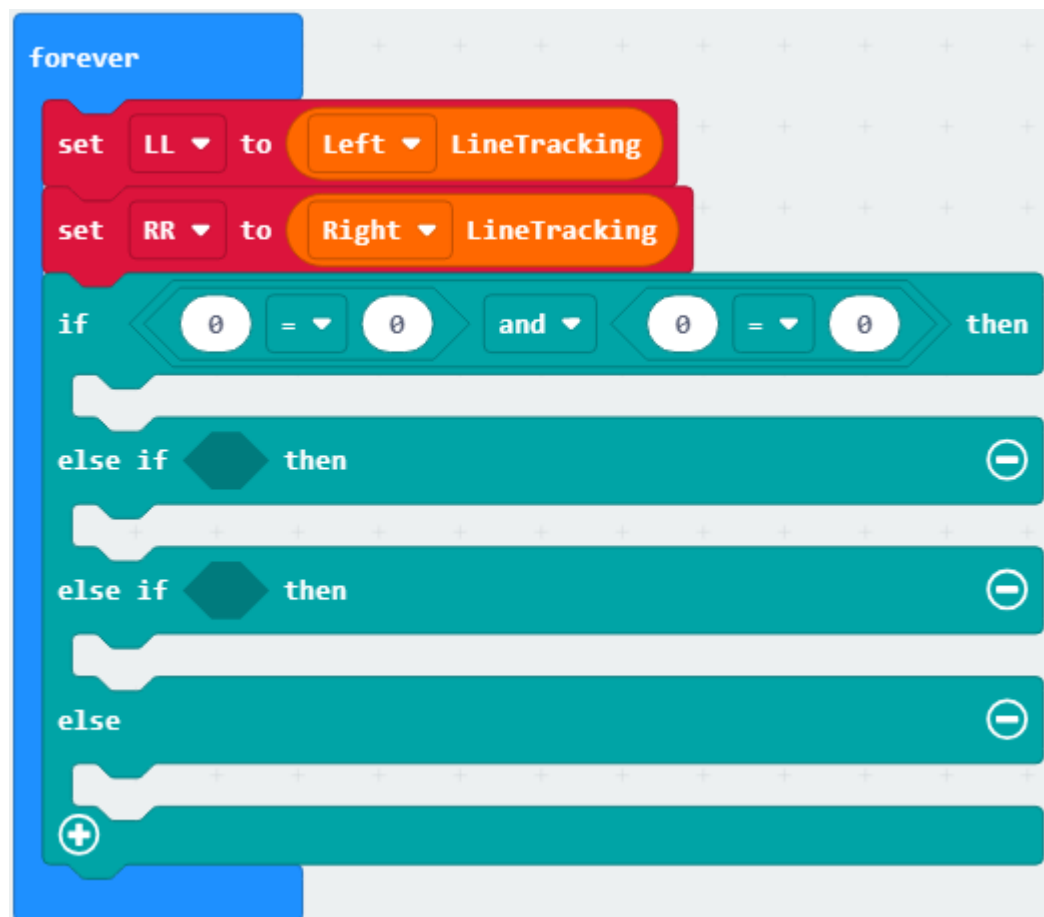 forever
set LL to Left LineTracking
set RR to Right LineTracking
if 0 = 0 and 0 = 0 then
else if then
else if then
else